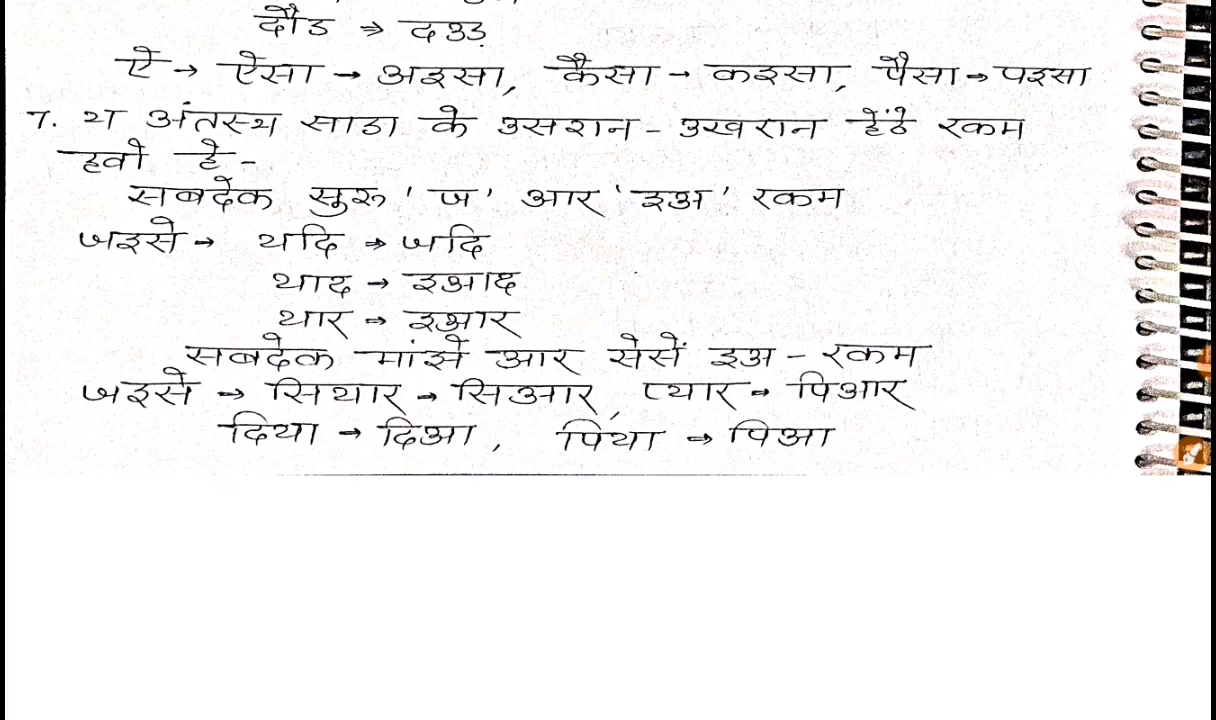 दौड → दउड़
ऐ → ऐसा → अइसा, कैसा → कइसा, पैसा → पइसा
7. य अंतस्थ साडा के उसरान - उखरान हेंठे रकम
हवो हे -
सबदेक सुरू 'ज' आर 'इअ' रकम
जइसे → यदि → जदि
याद → इआद
यार → इआर
सबदेक मांझे आर सेसें इअ - रकम
जइसे → सियार → सिआर, प्यार → पिआर
दिया → दिआ, पिया → पिआ